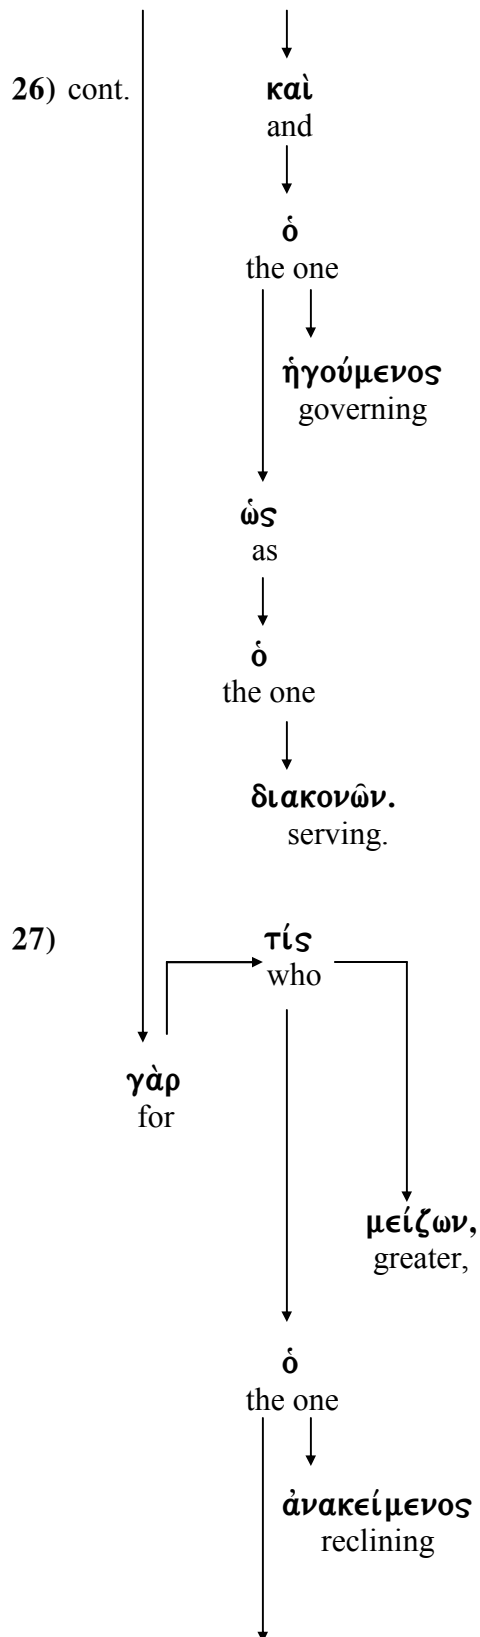 26) cont. καὶ
and
ὁ
the one
ἡγούμενος
governing
ὡς
as
ὁ
the one
διακονῶν.
serving.
27) τίς
who
γὰρ
for
μείζων,
greater,
ὁ
the one
ἀνακείμενος
reclining